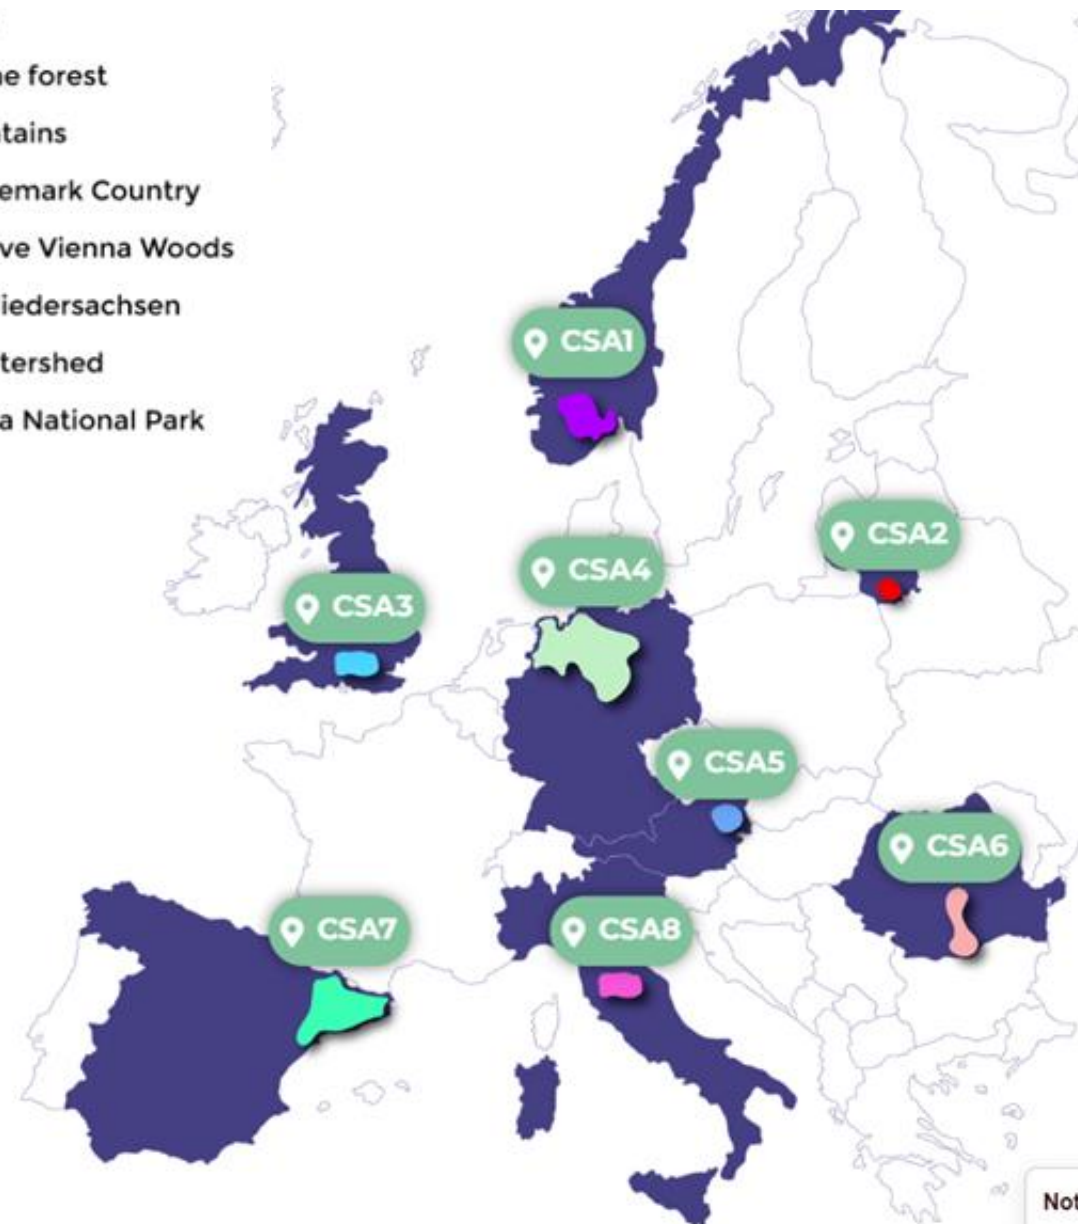 ne forest
tains
emark Country
ve Vienna Woods
iedersachsen
tershed
a National Park
CSA1
CSA2
CSA3
CSA4
CSA5
CSA6
CSA7
CSA8
Not